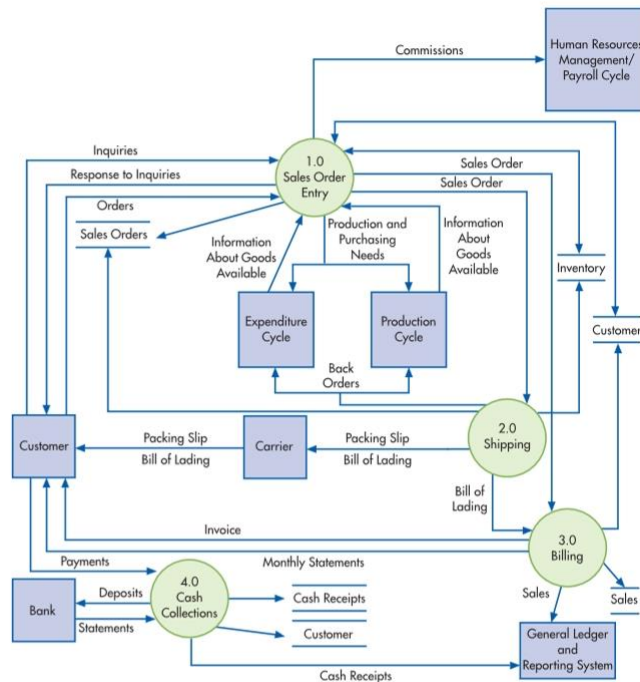 Commissions
Human Resources
Management/
Payroll Cycle
Inquiries
1.0
Sales Order
Entry
Sales Order
Response to Inquiries
Sales Order
Orders
Sales Orders
Information
About Goods
Available
Production and
Purchasing
Needs
Information
About
Goods
Available
Inventory
Expenditure
Cycle
Production
Cycle
Customer
Back
Orders
2.0
Shipping
Customer
Packing Slip
Bill of Lading
Carrier
Packing Slip
Bill of Lading
Bill of
Lading
Invoice
3.0
Billing
Payments
Monthly Statements
4.0
Cash
Collections
Deposits
Bank
Statements
Cash Receipts
Sales
Sales
Customer
General Ledger
and
Reporting System
Cash Receipts